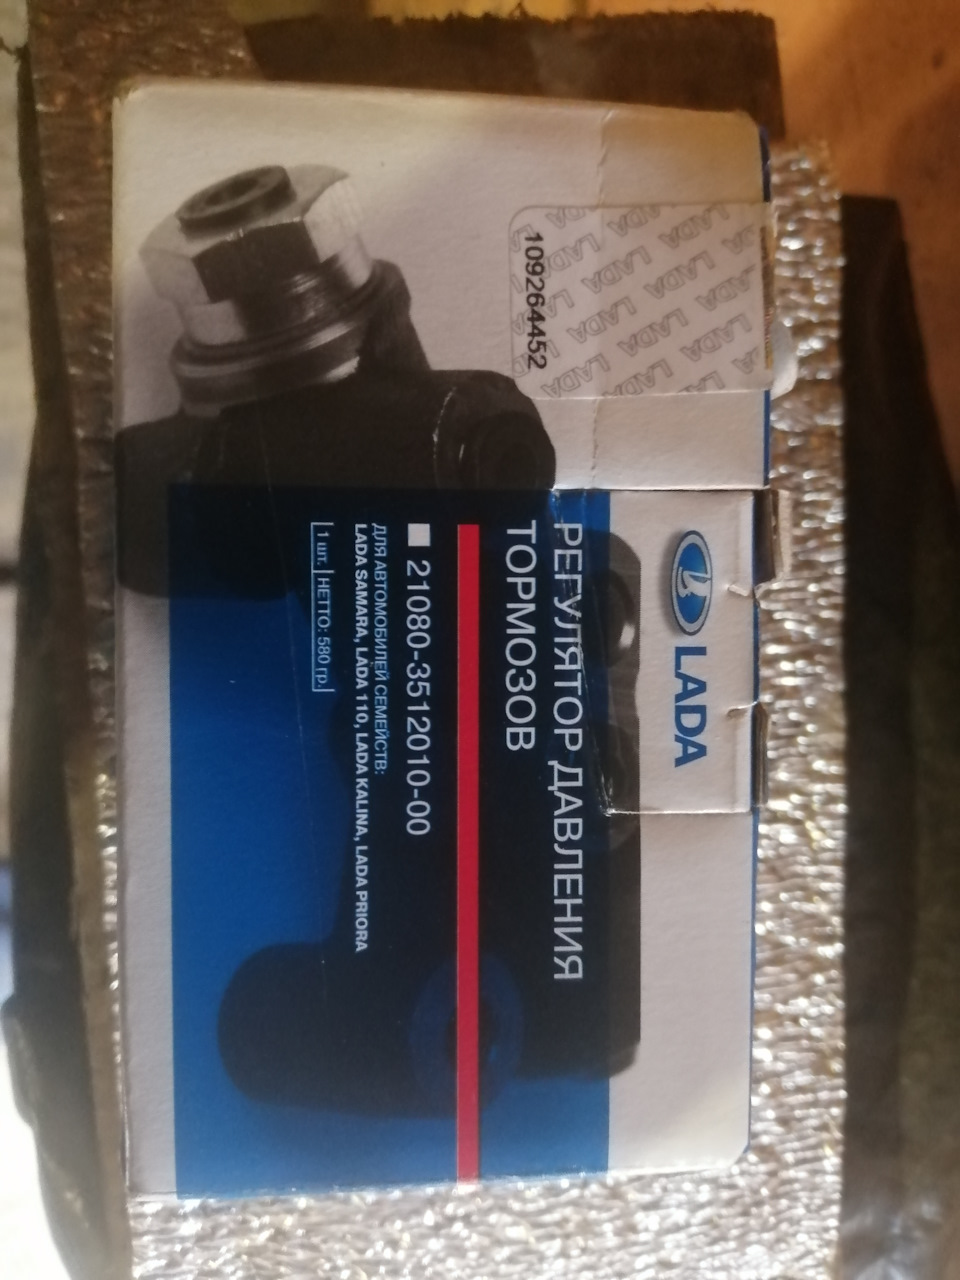 LADA
РЕГУЛЯТОР ДАВЛЕНИЯ
ТОРМОЗОВ
21080-3512010-00
ДЛЯ АВТОМОБИЛЕЙ СЕМЕЙСТВ:
LADA SAMARA, LADA 110, LADA KALINA, LADA PRIORA
1 шт. НЕТТО: 580 гр.
109264452